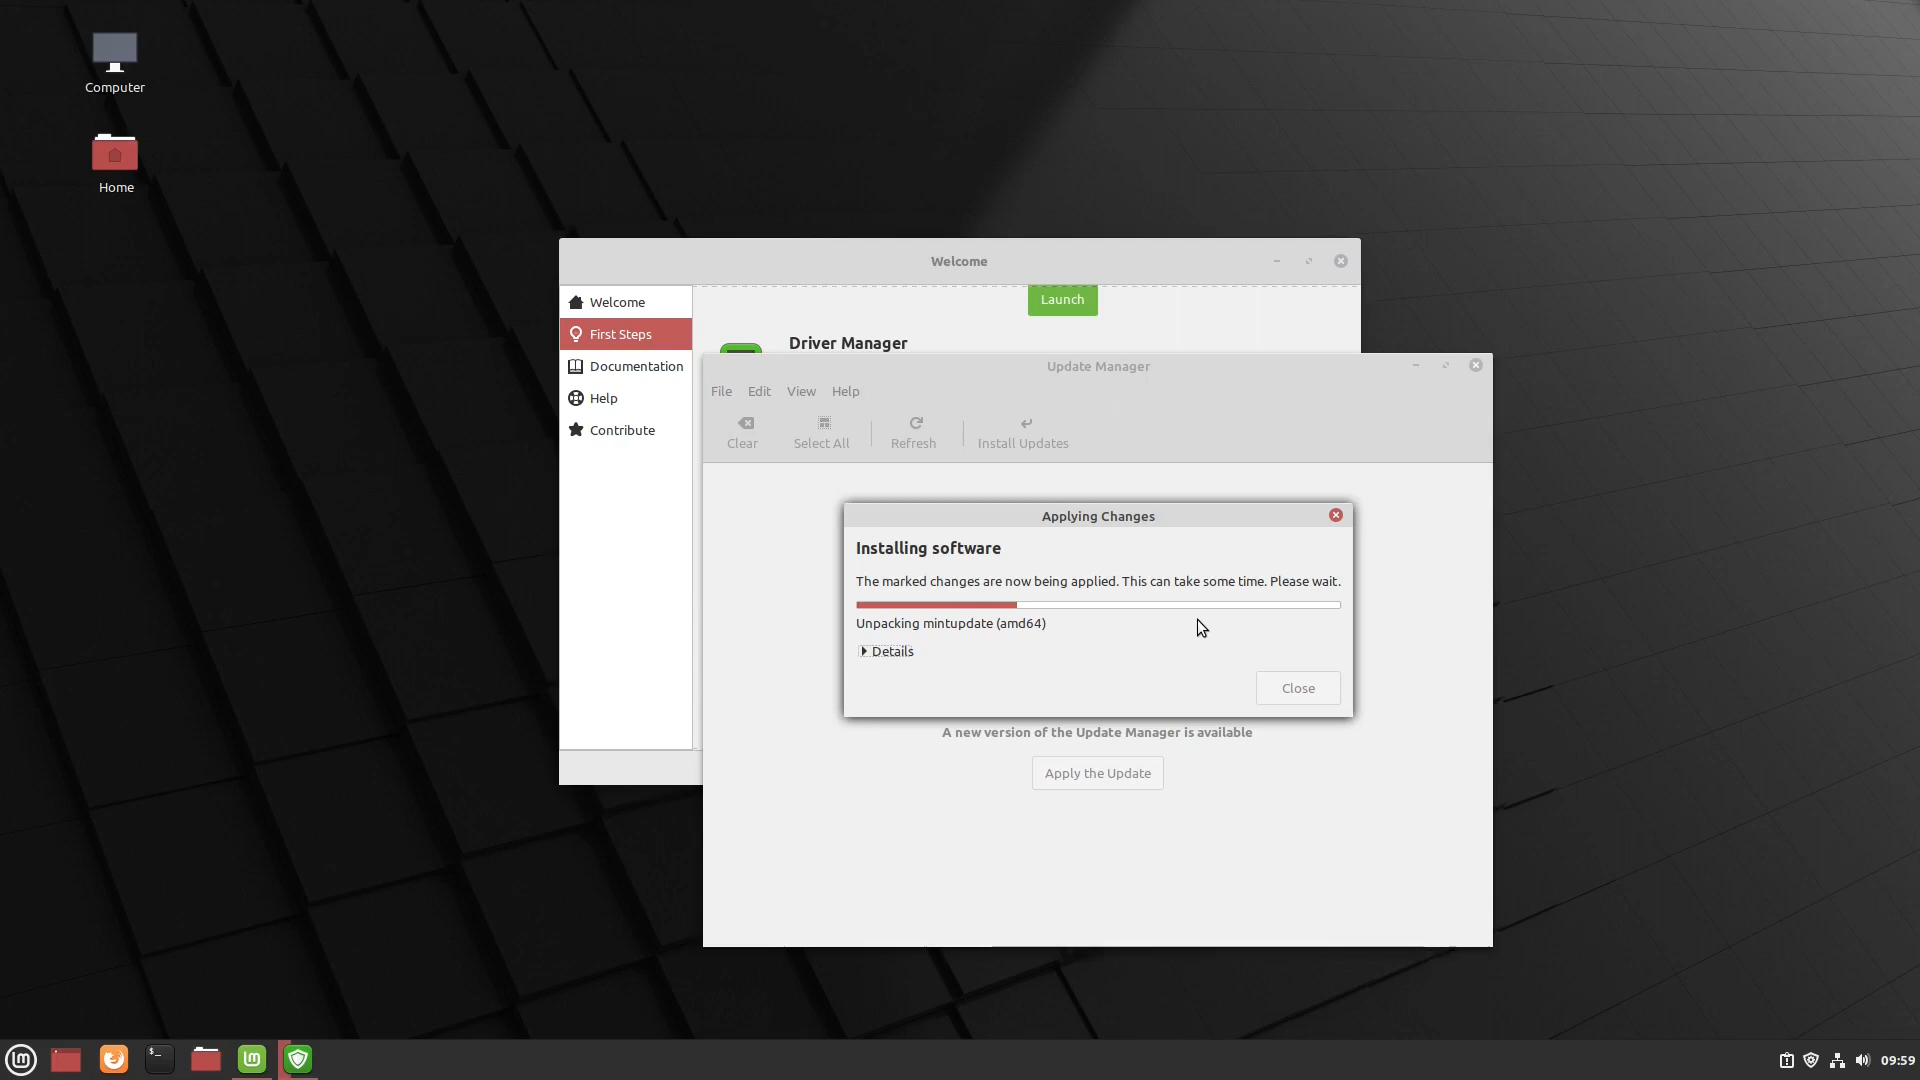 Computer
Home
Welcome
Welcome
First Steps
Documentation
Help
Contribute
Launch
Driver Manager
Update Manager
File Edit View Help
Clear Select All Refresh Install Updates
Applying Changes
Installing software
The marked changes are now being applied. This can take some time. Please wait.
Unpacking mintupdate (amd64)
Details
Close
A new version of the Update Manager is available
Apply the Update
09:59